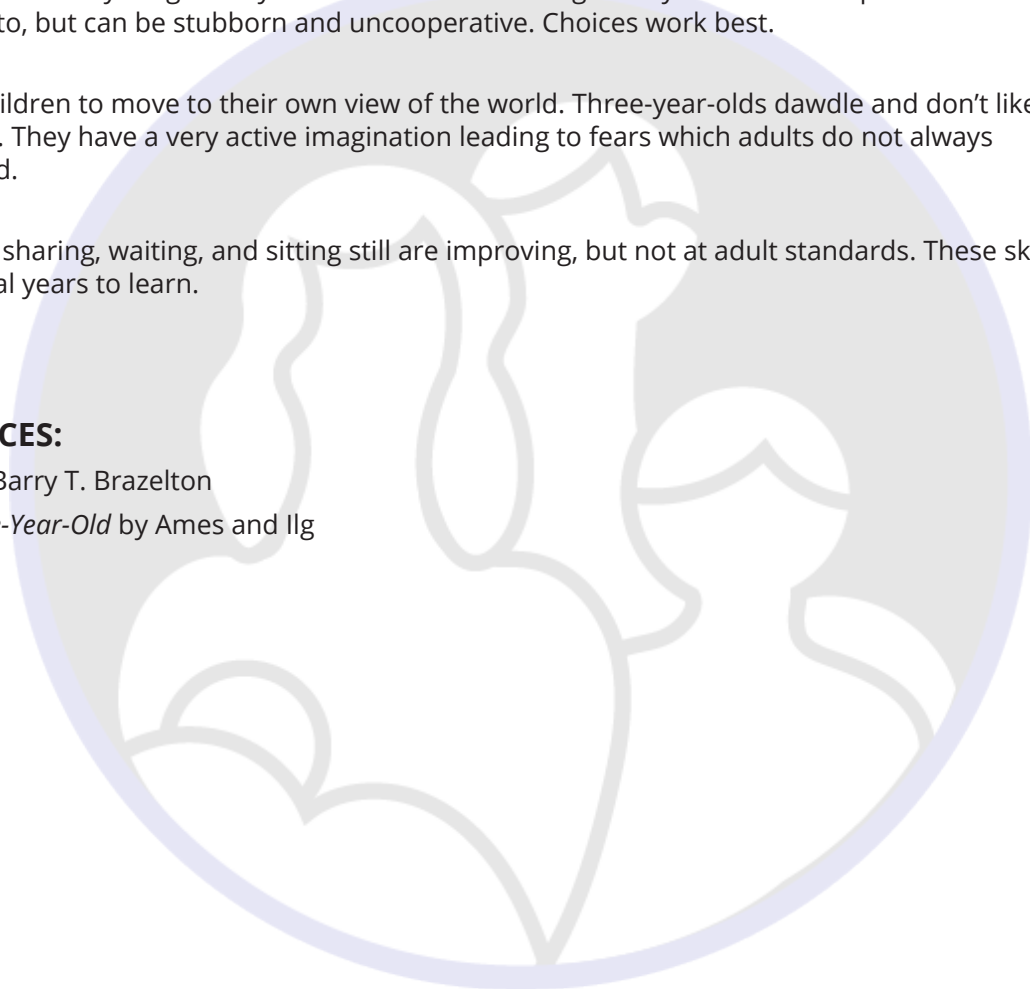 to, but can be stubborn and uncooperative. Choices work best.
ildren to move to their own view of the world. Three-year-olds dawdle and don’t like
. They have a very active imagination leading to fears which adults do not always
d.
sharing, waiting, and sitting still are improving, but not at adult standards. These sk
al years to learn.
CES:
Barry T. Brazelton
-Year-Old by Ames and Ilg